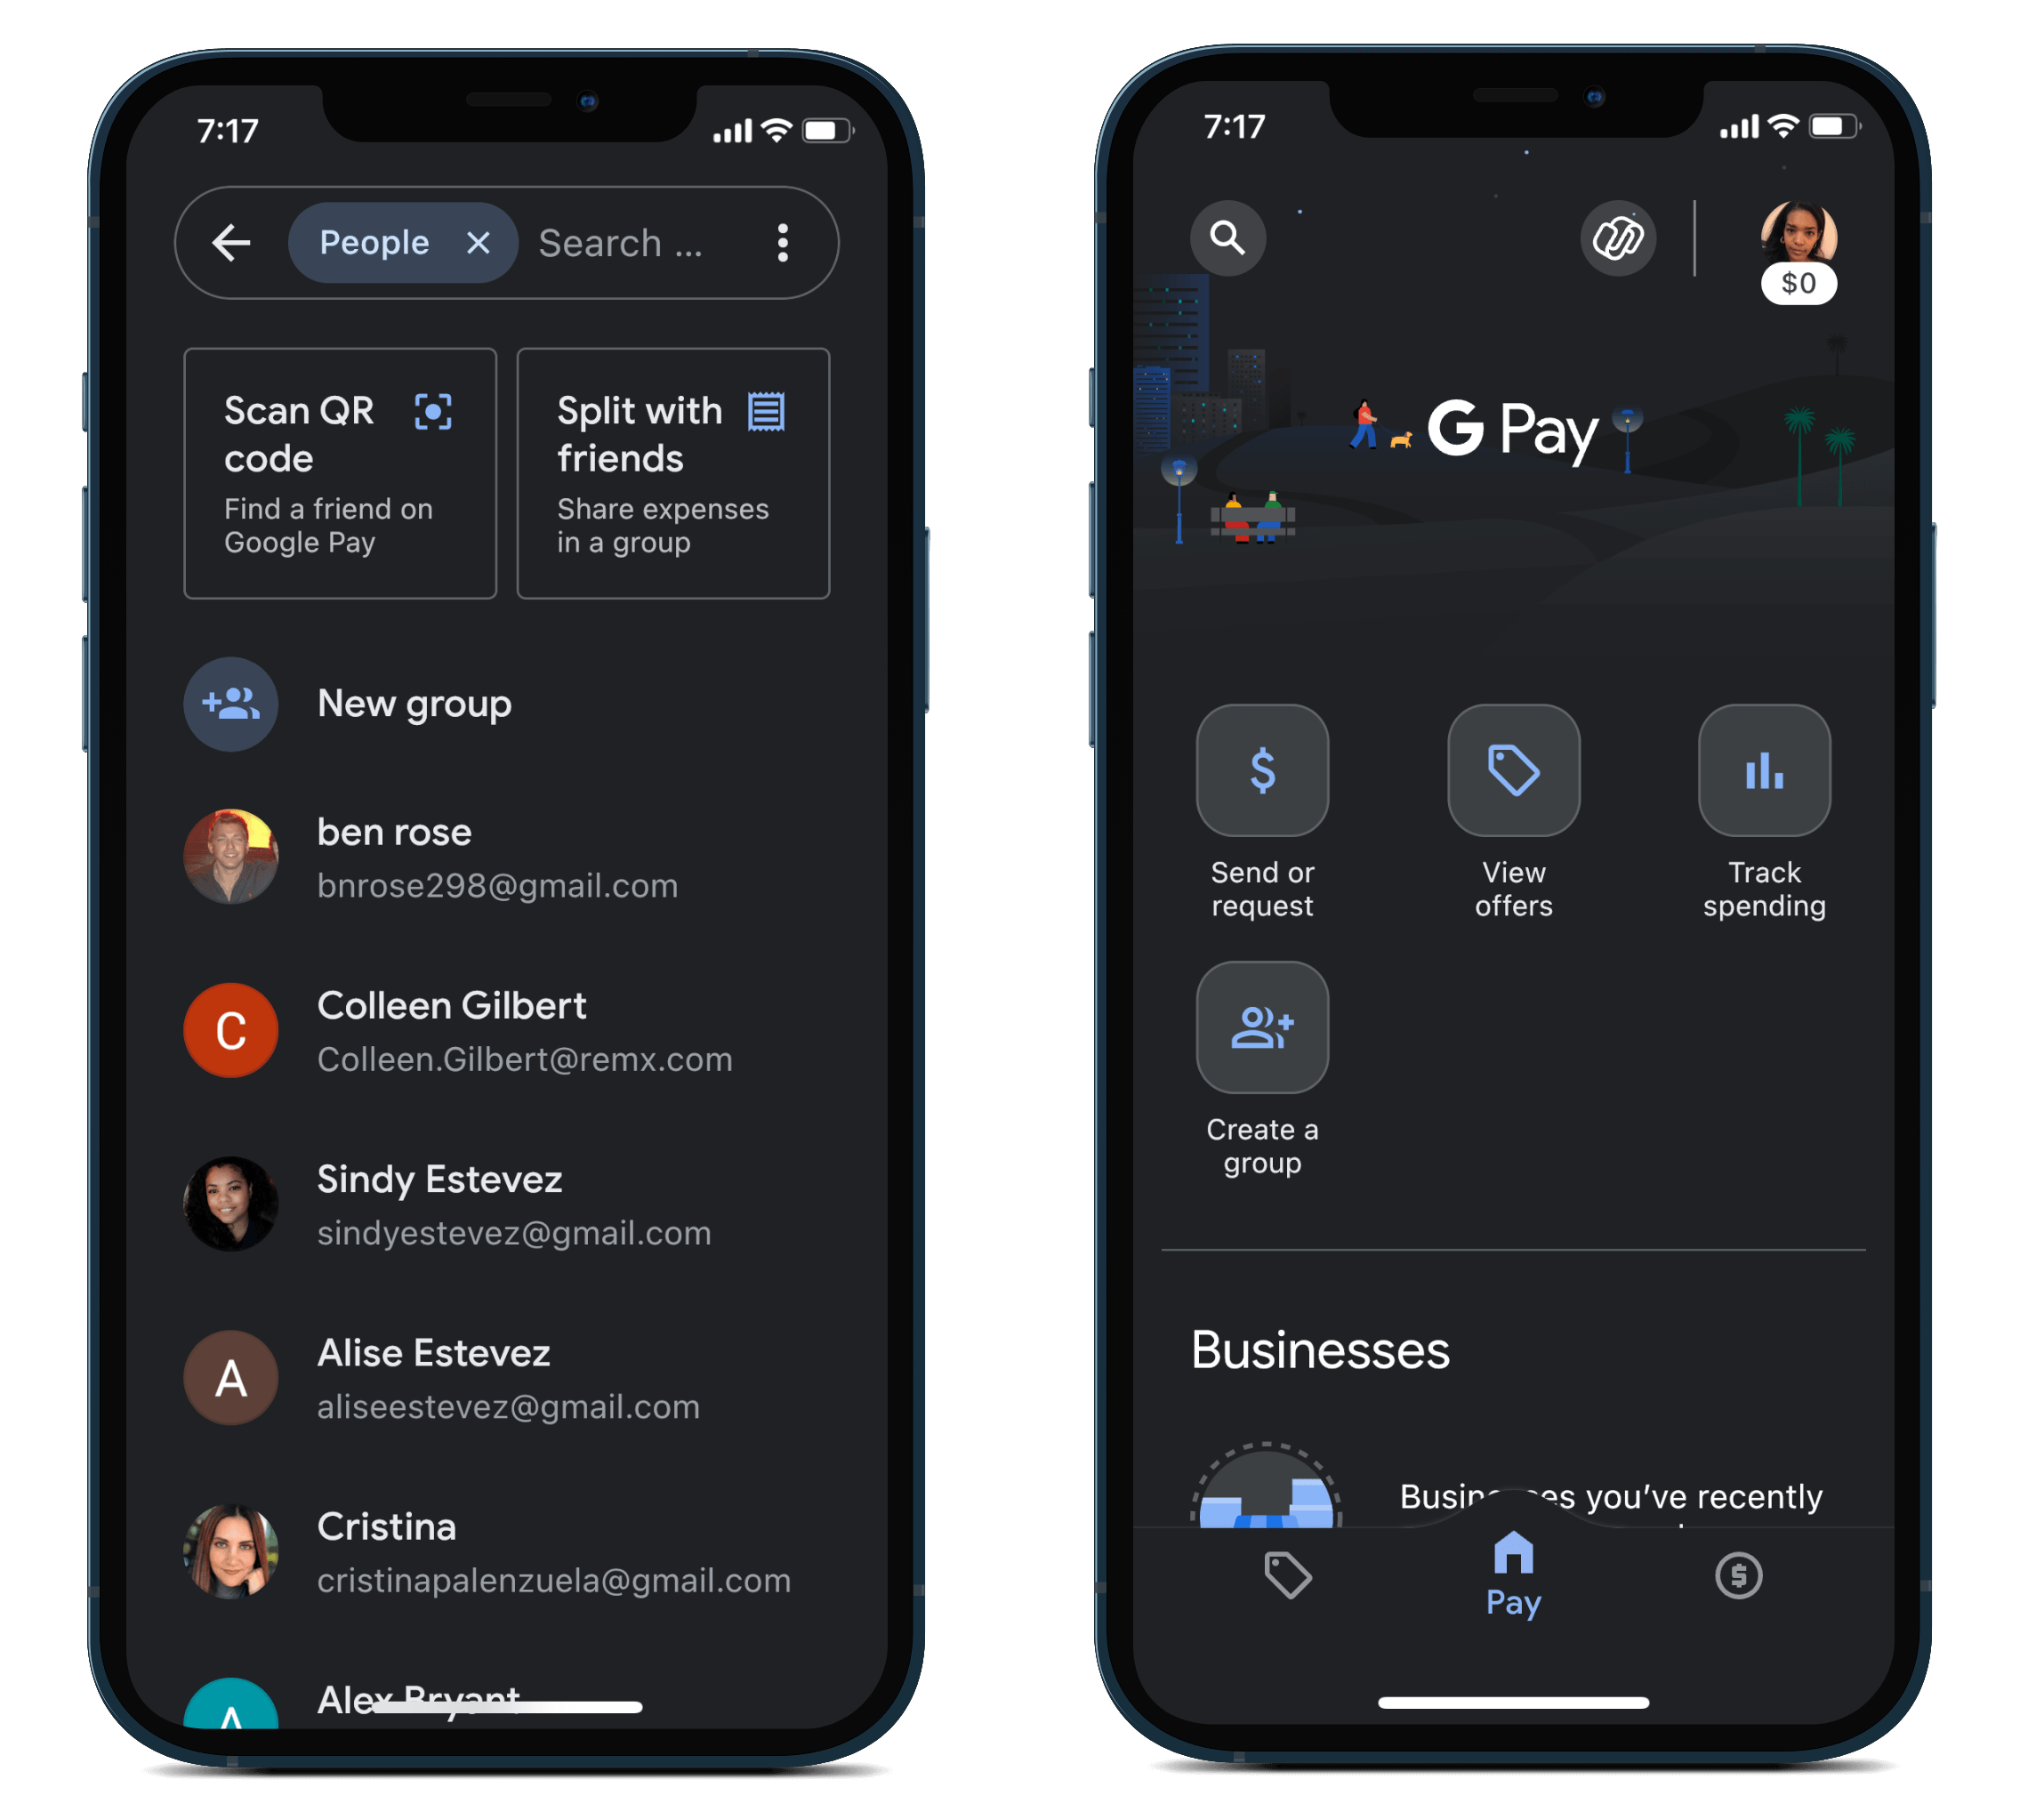 7:17
People
Search ...
Scan QR
code
Find a friend on
Google Pay
Split with
friends
Share expenses
in a group
New group
ben rose
bnrose298@gmail.com
C
Colleen Gilbert
Colleen.Gilbert@remx.com
Sindy Estevez
sindyestevez@gmail.com
A
Alise Estevez
aliseestevez@gmail.com
Cristina
cristinapalenzuela@gmail.com
A
Alex Bryant
7:17
$0
G Pay
Send or
request
View
offers
Track
spending
Create a
group
Businesses
you've recently
Pay